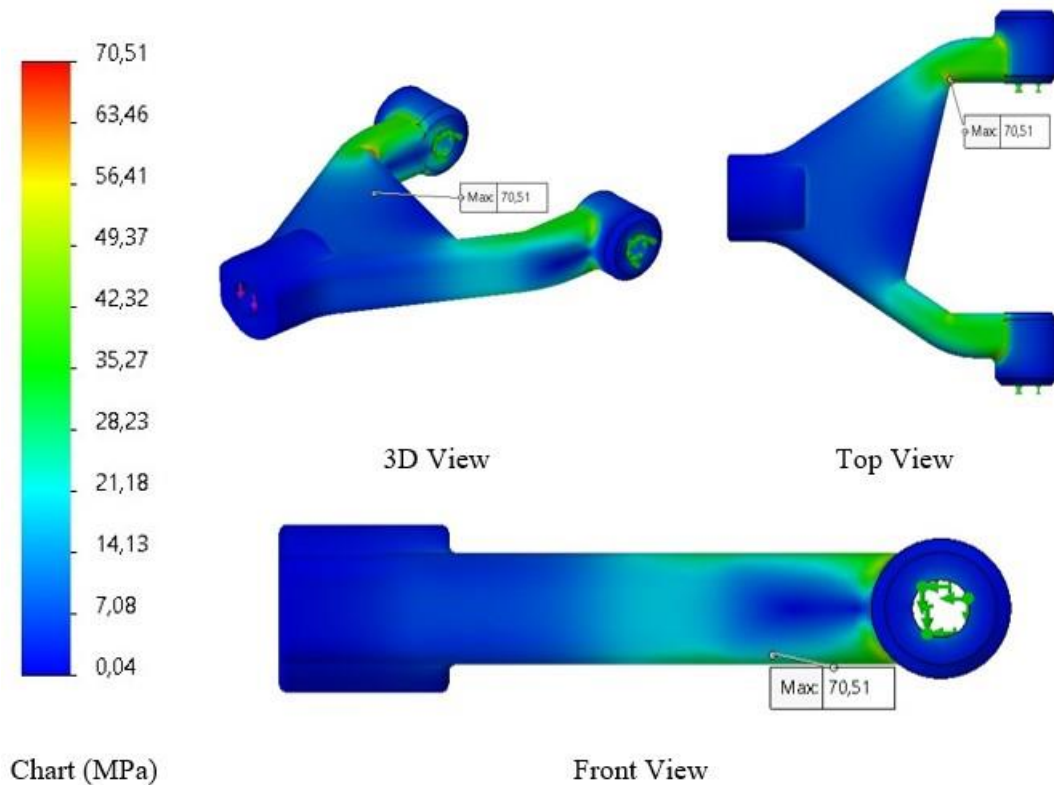 70,51
63,46
56,41
49,37
42,32
35,27
28,23
21,18
14,13
7,08
0,04
Chart (MPa)
Max: 70,51
3D View
Max: 70,51
Top View
Max: 70,51
Front View